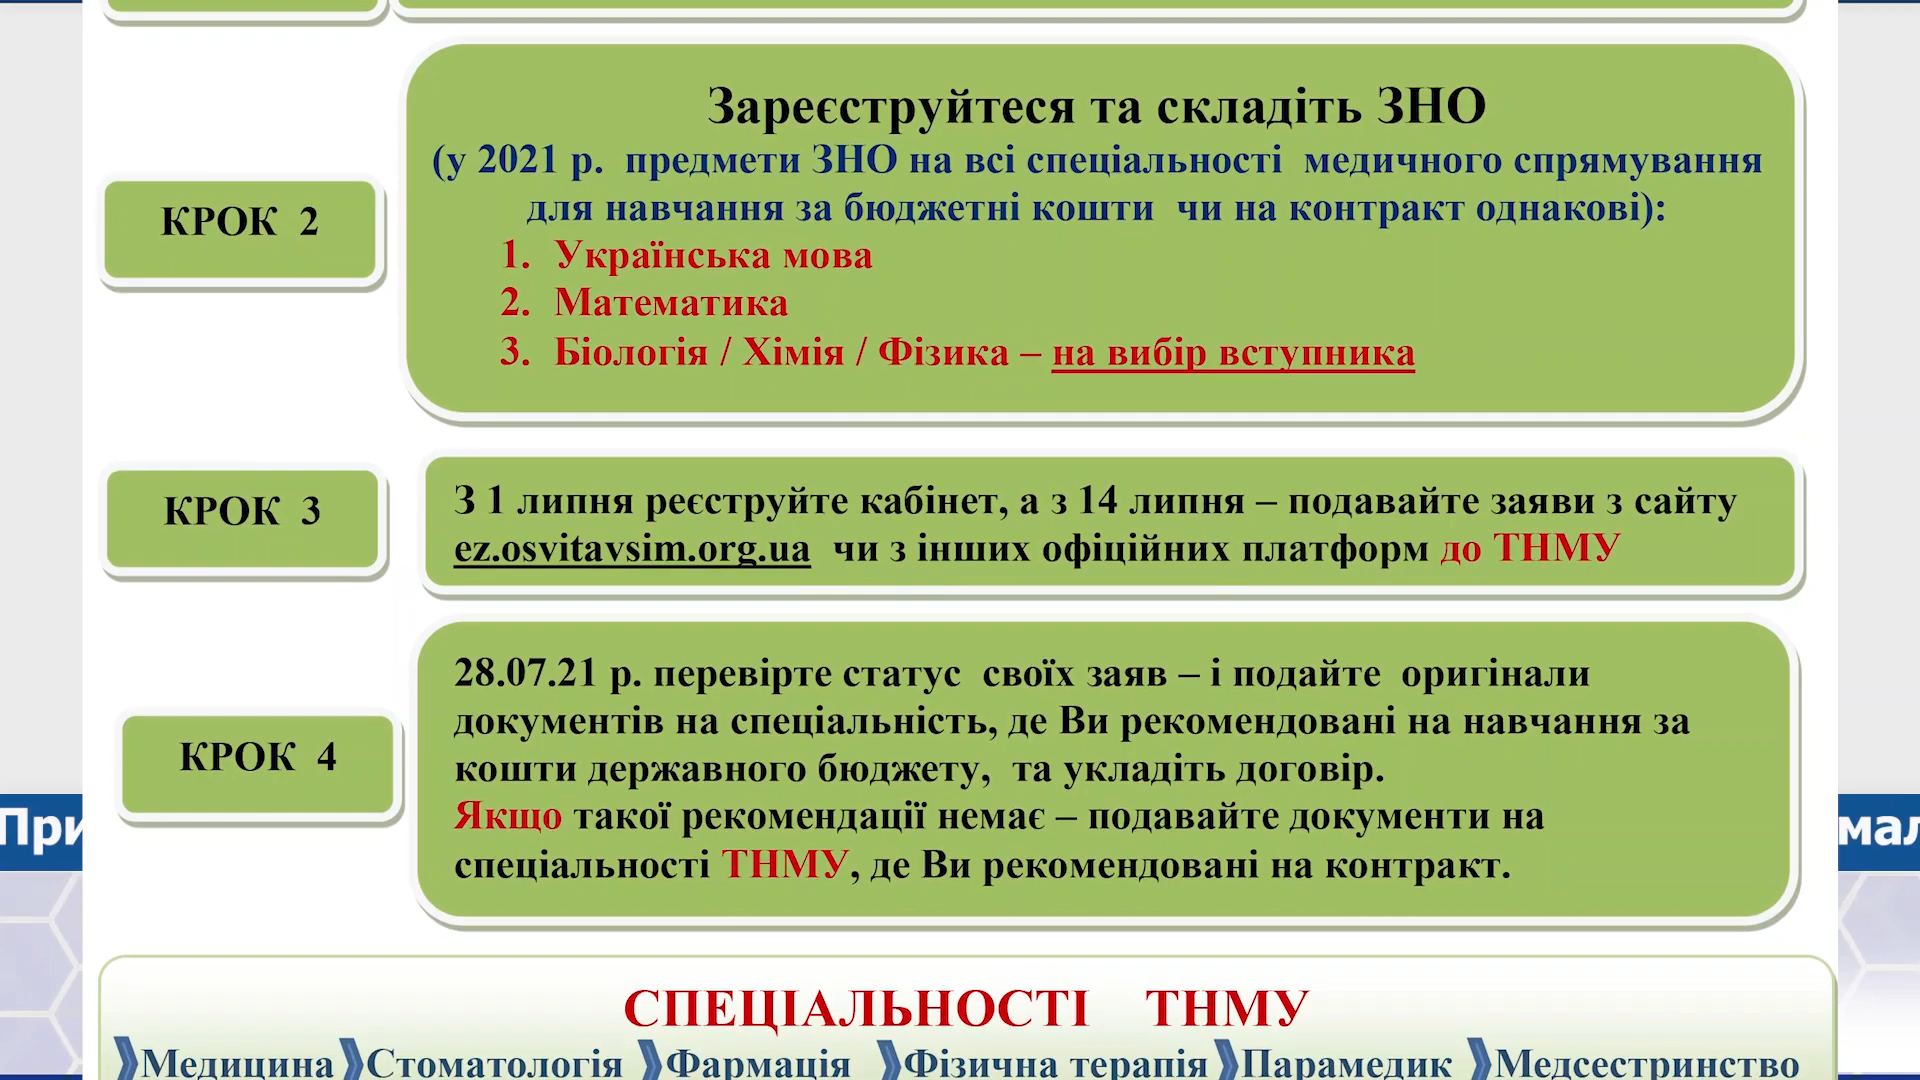 КРОК 2
Зареєструйтеся та складіть ЗНО
(у 2021 р. предмети ЗНО на всі спеціальності медичного спрямування
для навчання за бюджетні кошти чи на контракт однакові):
1. Українська мова
2. Математика
3. Біологія / Хімія / Фізика – на вибір вступника
КРОК 3
З 1 липня реєструйте кабінет, а з 14 липня – подавайте заяви з сайту
ez.osvitavsim.org.ua чи з інших офіційних платформ до ТНМУ
КРОК 4
28.07.21 р. перевірте статус своїх заяв – і подайте оригінали
документів на спеціальність, де Ви рекомендовані на навчання за
кошти державного бюджету, та укладіть договір.
Якщо такої рекомендації немає – подавайте документи на
спеціальності ТНМУ, де Ви рекомендовані на контракт.
СПЕЦІАЛЬНОСТІ ТНМУ
Медицина Стоматологія Фармація Фізична терапія Парамедик Медсестринство